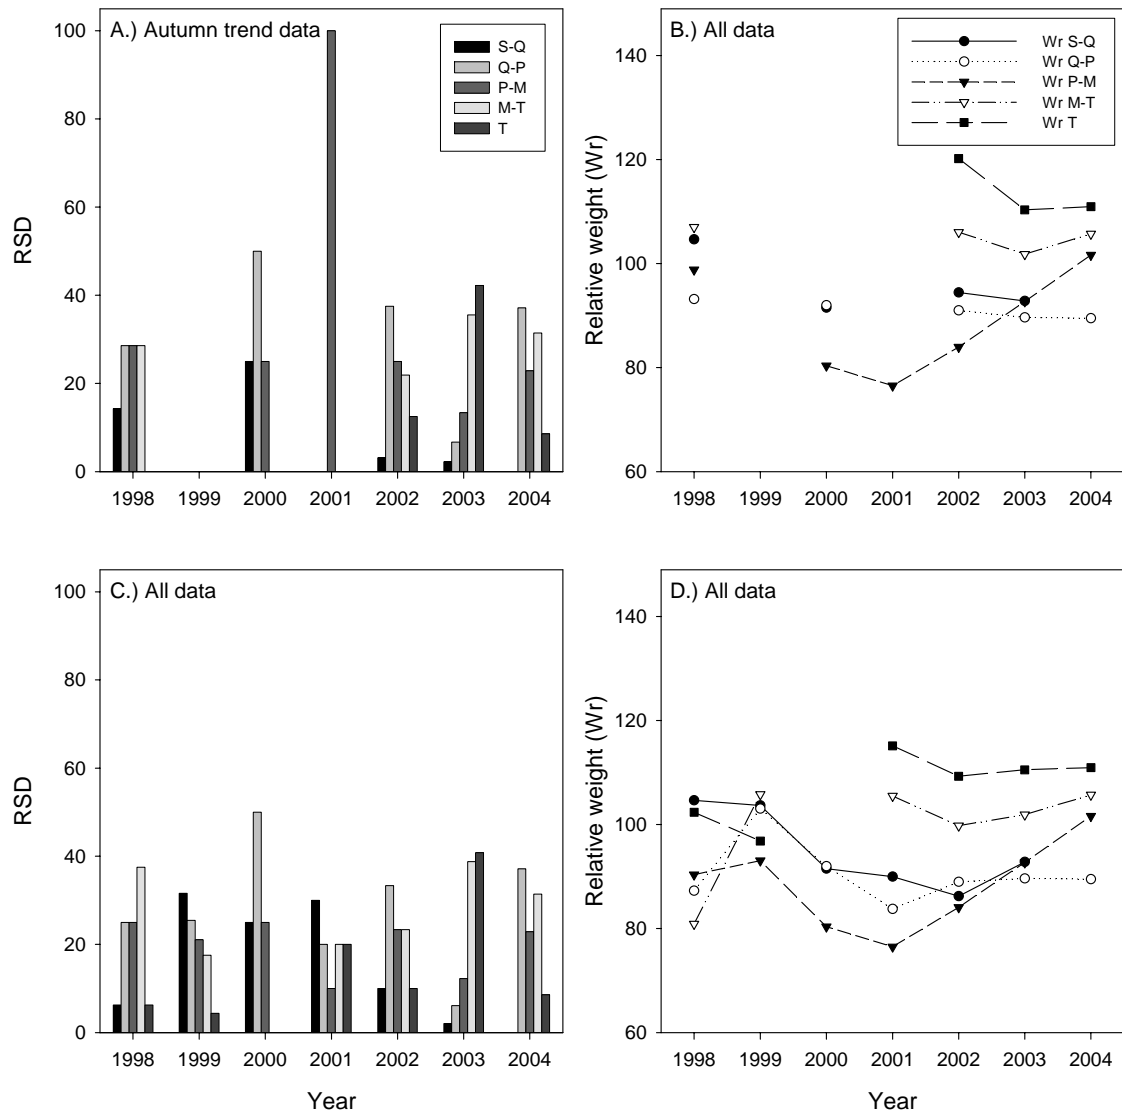 A.) Autumn trend data
S-Q
Q-P
P-M
M-T
T
RSD
100
80
60
40
20
0
1998 1999 2000 2001 2002 2003 2004
B.) All data
Wr S-Q
Wr Q-P
Wr P-M
Wr M-T
Wr T
Relative weight (Wr)
140
120
100
80
60
1998 1999 2000 2001 2002 2003 2004
C.) All data
RSD
100
80
60
40
20
0
1998 1999 2000 2001 2002 2003 2004
Year
D.) All data
Relative weight (Wr)
140
120
100
80
60
1998 1999 2000 2001 2002 2003 2004
Year